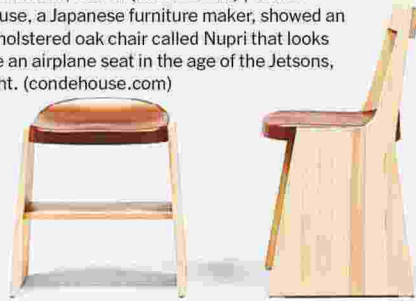 use, a Japanese furniture maker, showed an
holstered oak chair called Nupri that looks
e an airplane seat in the age of the Jetsons,
ht. (condehouse.com)